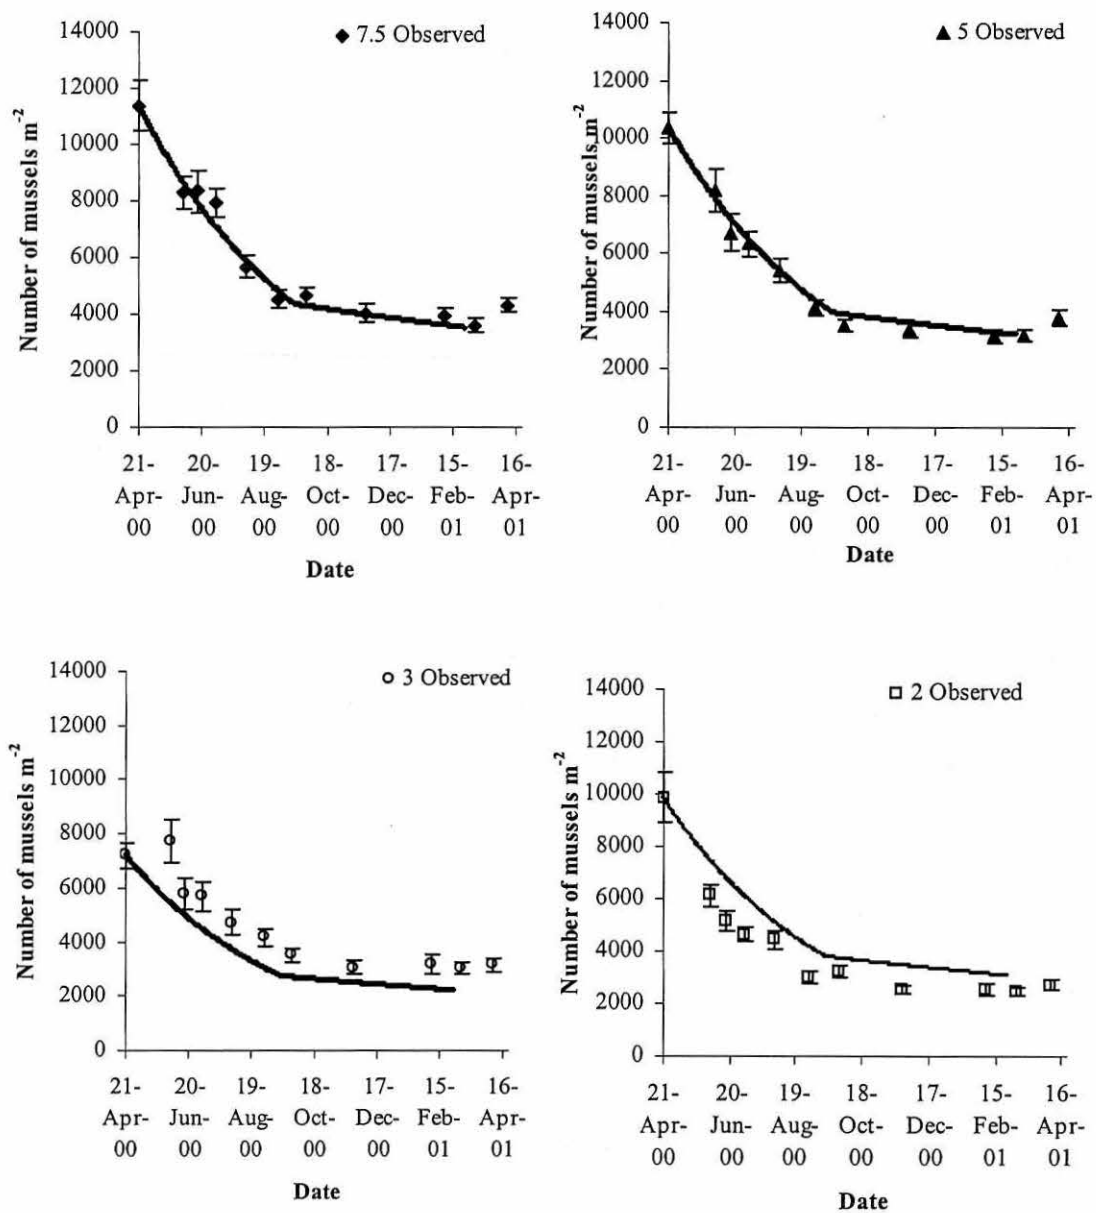 7.5 Observed
Number of mussels m-2
14000
12000
10000
8000
6000
4000
2000
0
21- 20- 19- 18- 17- 15- 16-
Apr- Jun- Aug- Oct- Dec- Feb- Apr-
00 00 00 00 00 01 01
Date
5 Observed
Number of mussels m-2
14000
12000
10000
8000
6000
4000
2000
0
21- 20- 19- 18- 17- 15- 16-
Apr- Jun- Aug- Oct- Dec- Feb- Apr-
00 00 00 00 00 01 01
Date
3 Observed
Number of mussels m-2
14000
12000
10000
8000
6000
4000
2000
0
21- 20- 19- 18- 17- 15- 16-
Apr- Jun- Aug- Oct- Dec- Feb- Apr-
00 00 00 00 00 01 01
Date
2 Observed
Number of mussels m-2
14000
12000
10000
8000
6000
4000
2000
0
21- 20- 19- 18- 17- 15- 16-
Apr- Jun- Aug- Oct- Dec- Feb- Apr-
00 00 00 00 00 01 01
Date